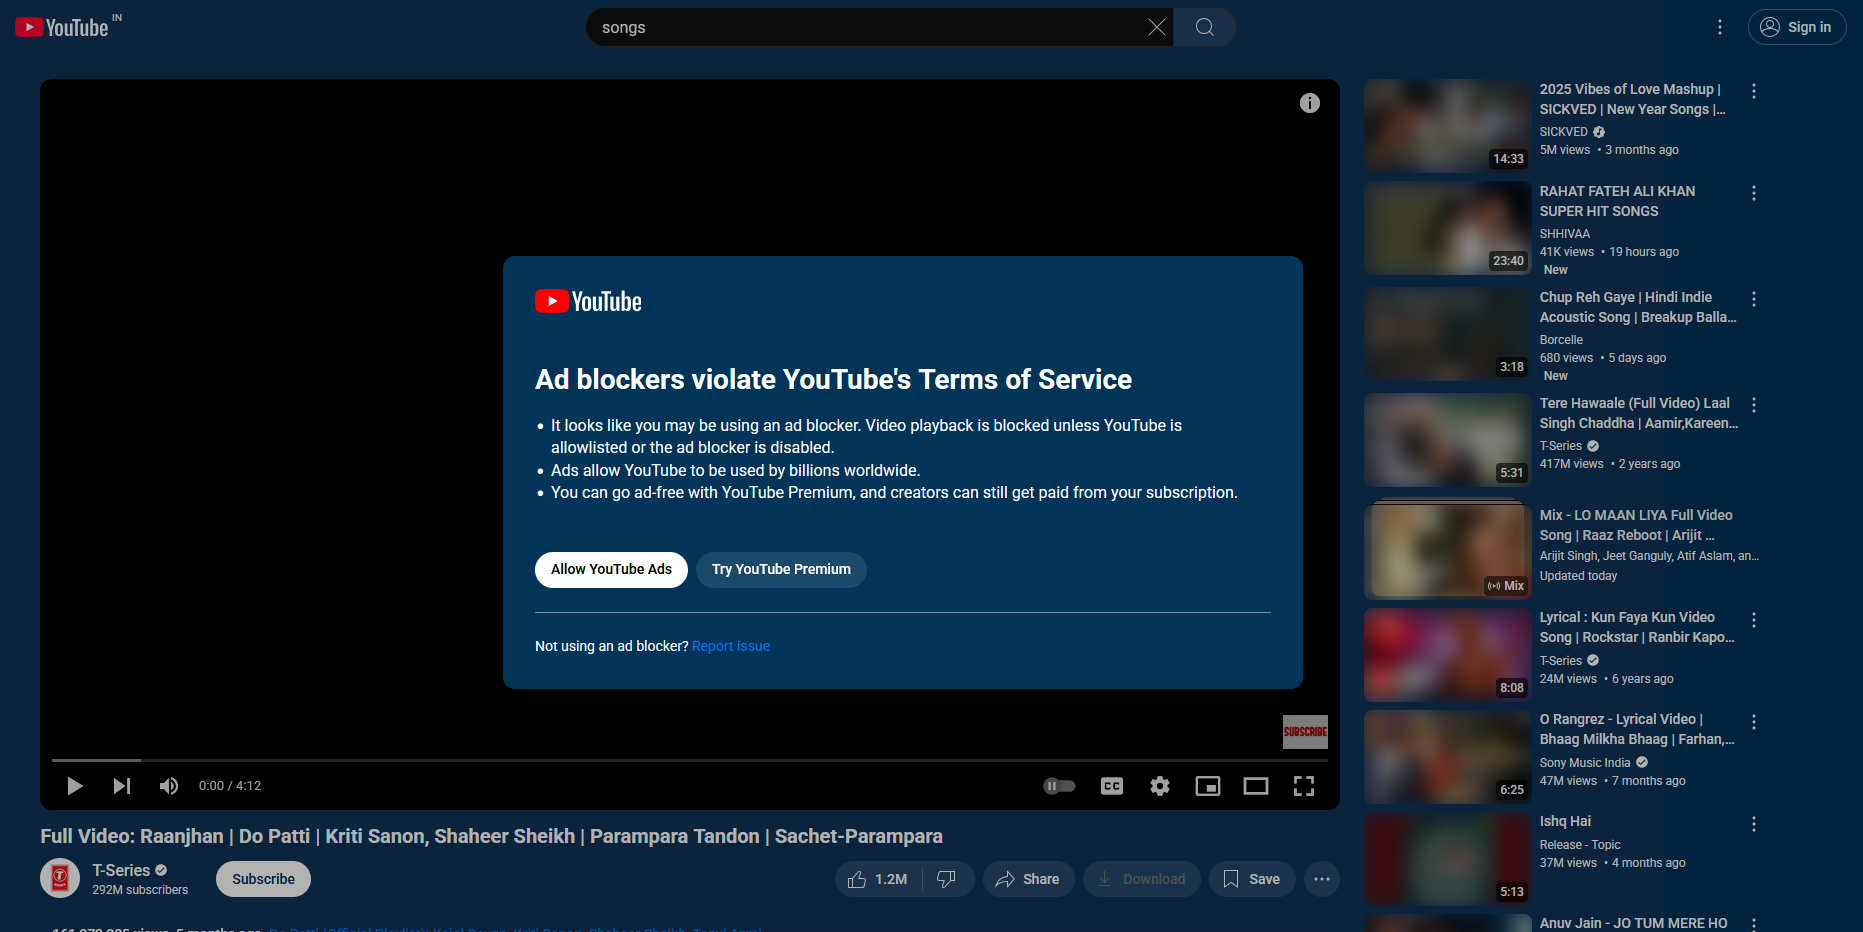 YouTube IN
songs
Sign in
Ad blockers violate YouTube's Terms of Service
YouTube
It looks like you may be using an ad blocker. Video playback is blocked unless YouTube is
allowlisted or the ad blocker is disabled.
Ads allow YouTube to be used by billions worldwide.
You can go ad-free with YouTube Premium, and creators can still get paid from your subscription.
Allow YouTube Ads
Try YouTube Premium
Not using an ad blocker? Report issue
SUBSCRIBE
0:00 / 4:12
CC
Full Video: Raanjhan | Do Patti | Kriti Sanon, Shaheer Sheikh | Parampara Tandon | Sachet-Parampara
T-Series
292M subscribers
Subscribe
1.2M
Share
Download
Save
2025 Vibes of Love Mashup |
SICKVED | New Year Songs |...
SICKVED
5M views • 3 months ago
14:33
RAHAT FATEH ALI KHAN
SUPER HIT SONGS
SHHIVAA
41K views • 19 hours ago
New
23:40
Chup Reh Gaye | Hindi Indie
Acoustic Song | Breakup Balla...
Borcelle
680 views • 5 days ago
New
3:18
Tere Hawaale (Full Video) Laal
Singh Chaddha | Aamir,Kareen...
T-Series
417M views • 2 years ago
5:31
Mix - LO MAAN LIYA Full Video
Song | Raaz Reboot | Arijit ...
Arijit Singh, Jeet Ganguly, Atif Aslam, an...
Updated today
Mix
Lyrical : Kun Faya Kun Video
Song | Rockstar | Ranbir Kapo...
T-Series
24M views • 6 years ago
8:08
O Rangrez - Lyrical Video |
Bhaag Milkha Bhaag | Farhan,...
Sony Music India
47M views • 7 months ago
6:25
Ishq Hai
Release - Topic
37M views • 4 months ago
5:13
Anuv Jain - JO TUM MERE HO